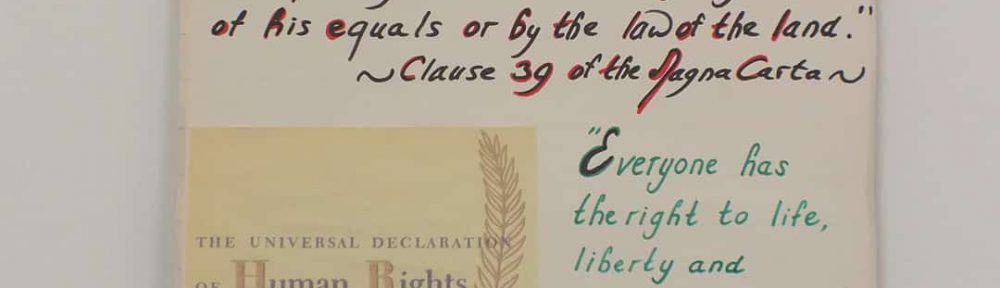 of his equals or by the law of the land."
~Clause 39 of the Magna Carta~
"Everyone has
the right to life,
liberty and
THE UNIVERSAL DECLARATION
OF Human Rights